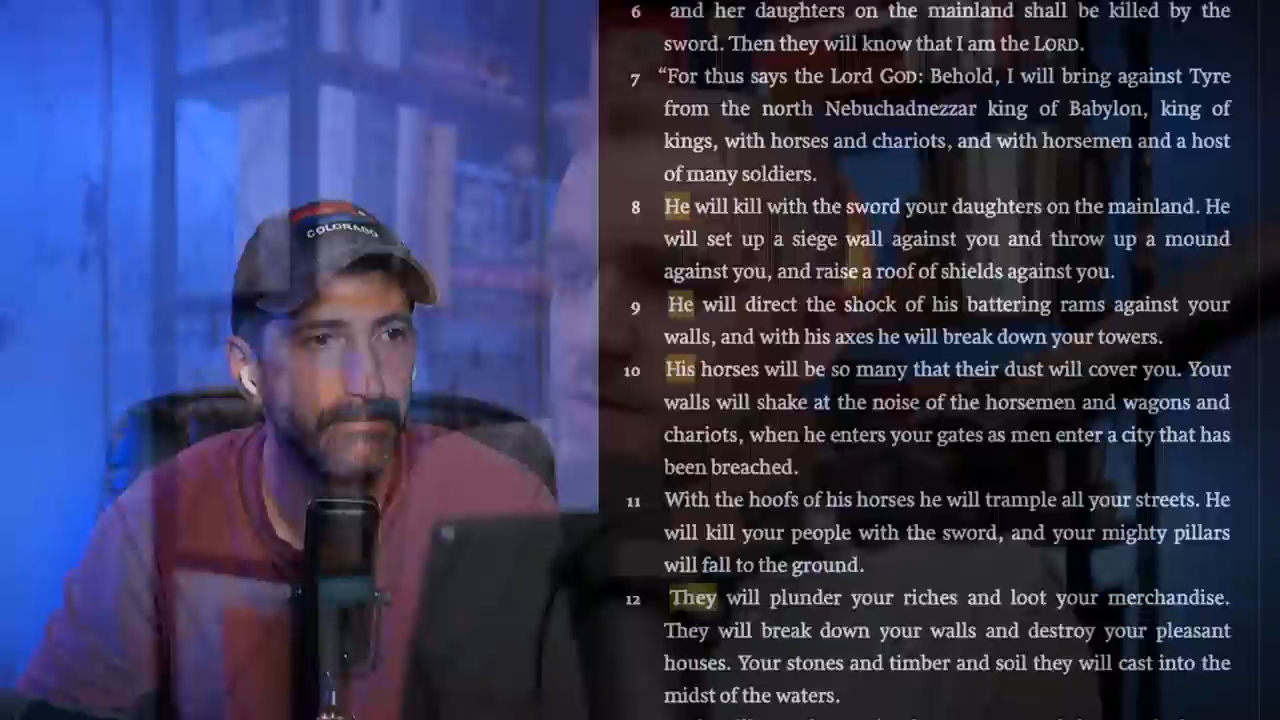 COLORADO
6 and her daughters on the mainland shall be killed by the
sword. Then they will know that I am the LORD.
7 “For thus says the Lord GOD: Behold, I will bring against Tyre
from the north Nebuchadnezzar king of Babylon, king of
kings, with horses and chariots, and with horsemen and a host
of many soldiers.
8 He will kill with the sword your daughters on the mainland. He
will set up a siege wall against you and throw up a mound
against you, and raise a roof of shields against you.
9 He will direct the shock of his battering rams against your
walls, and with his axes he will break down your towers.
10 His horses will be so many that their dust will cover you. Your
walls will shake at the noise of the horsemen and wagons and
chariots, when he enters your gates as men enter a city that has
been breached.
11 With the hoofs of his horses he will trample all your streets. He
will kill your people with the sword, and your mighty pillars
will fall to the ground.
12 They will plunder your riches and loot your merchandise.
They will break down your walls and destroy your pleasant
houses. Your stones and timber and soil they will cast into the
midst of the waters.